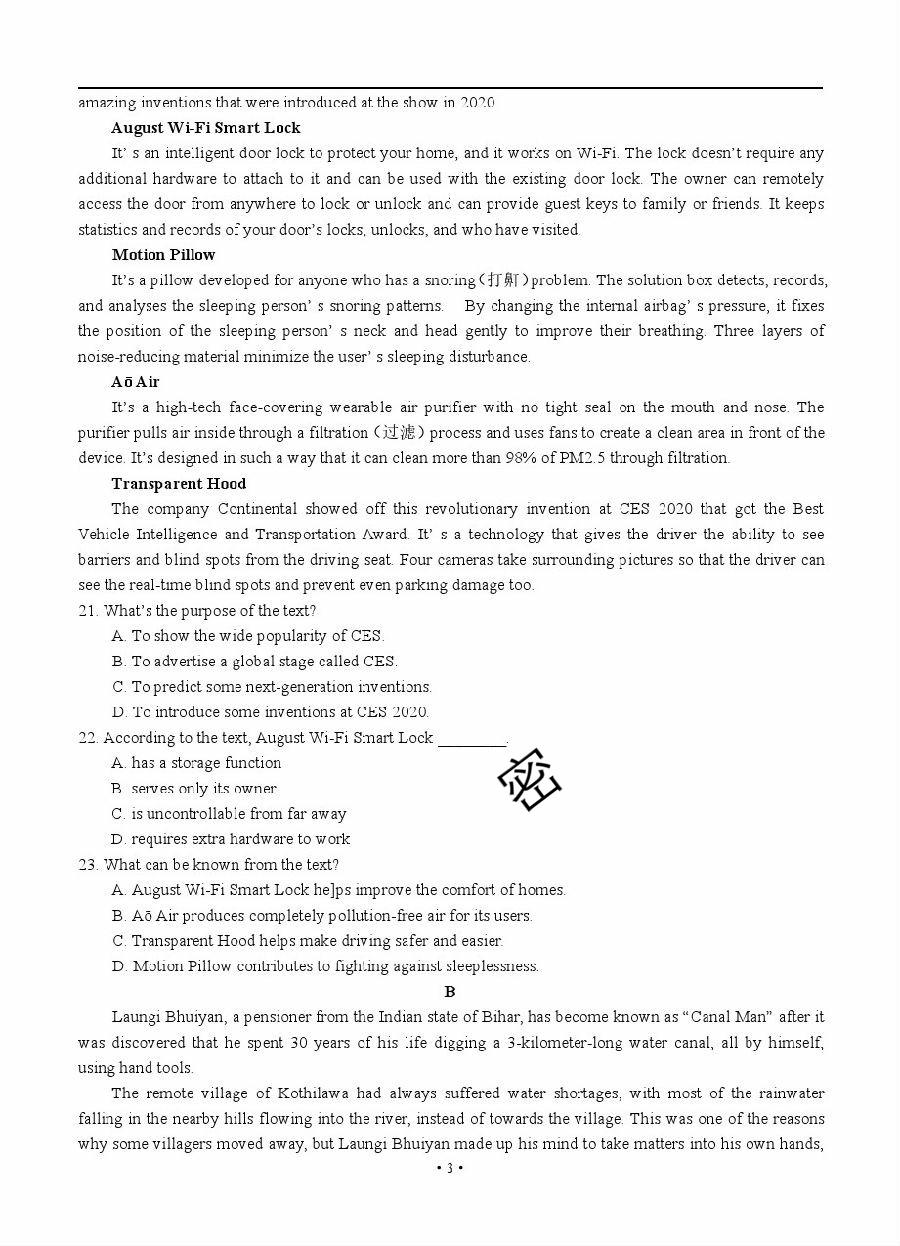 amazing inventions that were introduced at the show in 2020
August Wi-Fi Smart Lock
It' s an intelligent door lock to protect your home, and it works on Wi-Fi. The lock doesn't require any
additional hardware to attach to it and can be used with the existing door lock. The owner can remotely
access the door from anywhere to lock or unlock and can provide guest keys to family or friends. It keeps
statistics and records of your door's locks, unlocks, and who have visited.
Motion Pillow
It's a pillow developed for anyone who has a snoring(打鼾)problem. The solution box detects, records,
and analyses the sleeping person' s snoring patterns. By changing the internal airbag' s pressure, it fixes
the position of the sleeping person' s neck and head gently to improve their breathing. Three layers of
noise-reducing material minimize the user' s sleeping disturbance.
Aō Air
It's a high-tech face-covering wearable air purifier with no tight seal on the mouth and nose. The
purifier pulls air inside through a filtration (过滤) process and uses fans to create a clean area in front of the
device. It's designed in such a way that it can clean more than 98% of PM2.5 through filtration.
Transparent Hood
The company Continental showed off this revolutionary invention at CES 2020 that got the Best
Vehicle Intelligence and Transportation Award. It' s a technology that gives the driver the ability to see
barriers and blind spots from the driving seat. Four cameras take surrounding pictures so that the driver can
see the real-time blind spots and prevent even parking damage too.
21. What's the purpose of the text?
A. To show the wide popularity of CES.
B. To advertise a global stage called CES.
C. To predict some next-generation inventions.
D. To introduce some inventions at CES 2020.
22. According to the text, August Wi-Fi Smart Lock ________.
A. has a storage function
B. serves only its owner
C. is uncontrollable from far away
D. requires extra hardware to work
密
23. What can be known from the text?
A. August Wi-Fi Smart Lock he]ps improve the comfort of homes.
B. Aō Air produces completely pollution-free air for its users.
C. Transparent Hood helps make driving safer and easier.
D. Motion Pillow contributes to fighting against sleeplessness.
B
Laungi Bhuiyan, a pensioner from the Indian state of Bihar, has become known as "Canal Man" after it
was discovered that he spent 30 years of his life digging a 3-kilometer-long water canal, all by himself,
using hand tools.
The remote village of Kothilawa had always suffered water shortages, with most of the rainwater
falling in the nearby hills flowing into the river, instead of towards the village. This was one of the reasons
why some villagers moved away, but Laungi Bhuiyan made up his mind to take matters into his own hands,
• 3 •